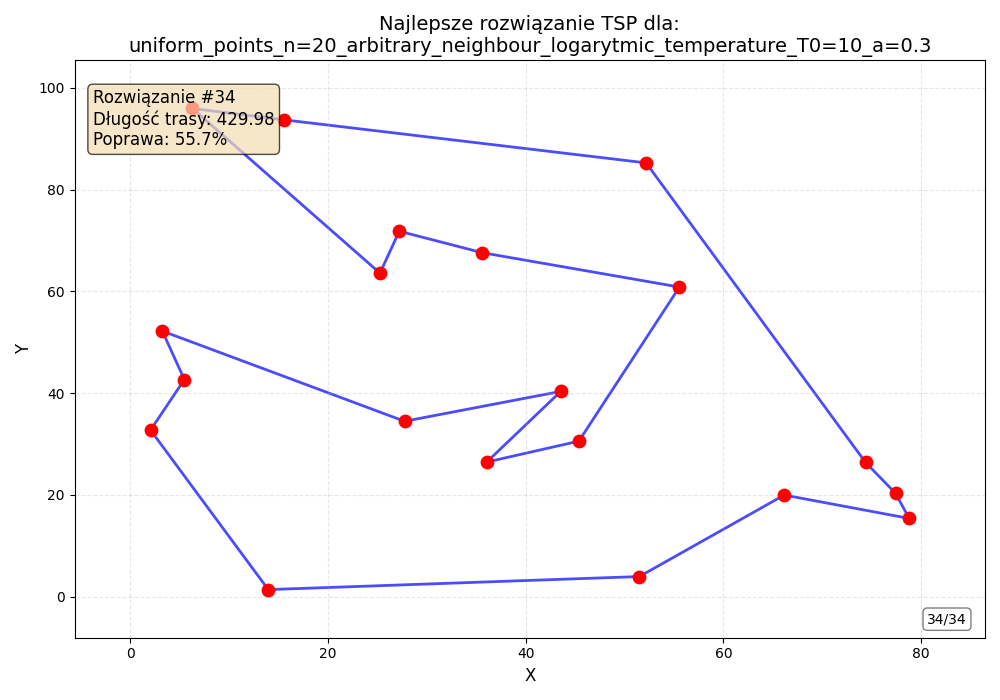 Najlepsze rozwiązanie TSP dla:
uniform_points_n=20_arbitrary_neighbour_logarytmic_temperature_T0=10_a=0.3
Rozwiązanie #34
Długość trasy: 429.98
Poprawa: 55.7%
100
80
60
40
20
0
Y
34/34
0 20 40 60 80
X